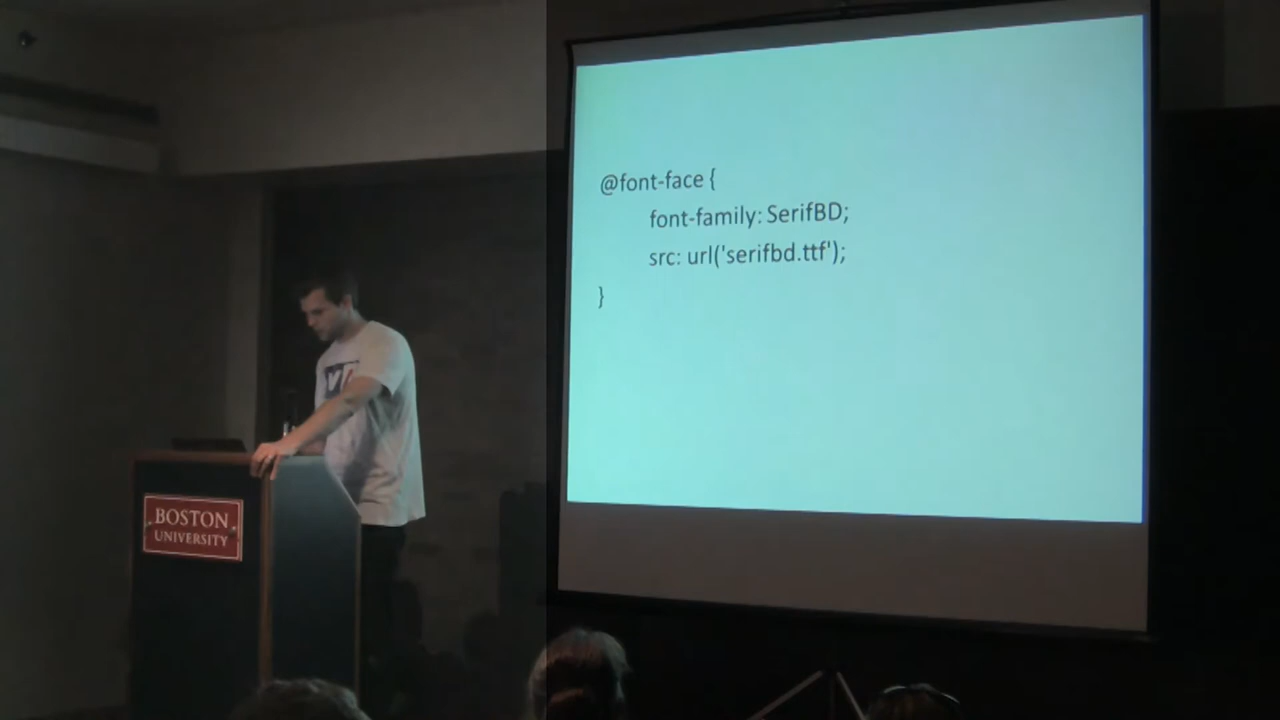 @font-face {
font-family: SerifBD;
src: url('serifbd.ttf');
}
BOSTON
UNIVERSITY